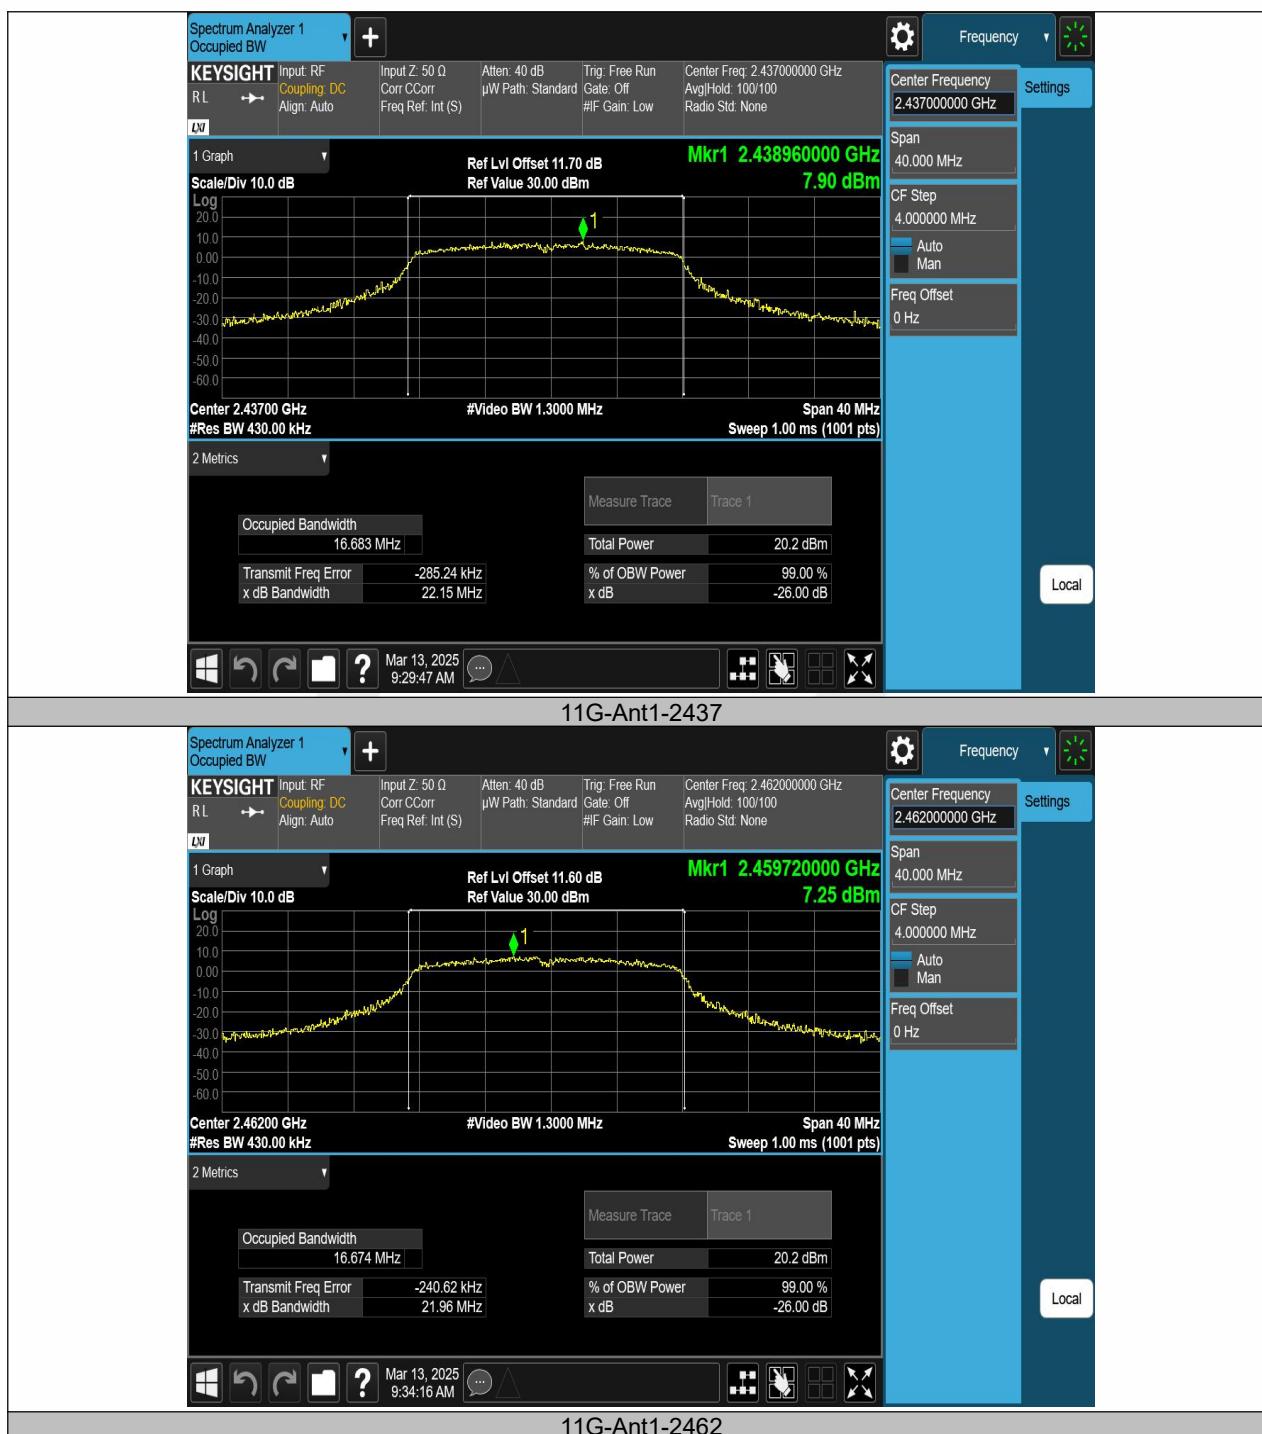 Spectrum Analyzer 1
Occupied BW
Frequency
KEYSIGHT
R L
LXI
Input: RF
Coupling: DC
Align: Auto
Input Z: 50 Ω
Corr CCorr
Freq Ref: Int (S)
Atten: 40 dB
µW Path: Standard
Trig: Free Run
Gate: Off
#IF Gain: Low
Center Freq: 2.437000000 GHz
Avg|Hold: 100/100
Radio Std: None
Center Frequency
2.437000000 GHz
Settings
Span
40.000 MHz
CF Step
4.000000 MHz
Auto
Man
Freq Offset
0 Hz
Local
1 Graph
Scale/Div 10.0 dB
Ref Lvl Offset 11.70 dB
Ref Value 30.00 dBm
Mkr1 2.438960000 GHz
7.90 dBm
Log
20.0
10.0
0.00
-10.0
-20.0
-30.0
-40.0
-50.0
-60.0
1
Center 2.43700 GHz
#Video BW 1.3000 MHz
Span 40 MHz
#Res BW 430.00 kHz
Sweep 1.00 ms (1001 pts)
2 Metrics
Measure Trace Trace 1
Occupied Bandwidth
16.683 MHz
Total Power 20.2 dBm
Transmit Freq Error -285.24 kHz
% of OBW Power 99.00 %
x dB Bandwidth 22.15 MHz
x dB -26.00 dB
?
Mar 13, 2025
9:29:47 AM
11G-Ant1-2437
Spectrum Analyzer 1
Occupied BW
Frequency
KEYSIGHT
R L
LXI
Input: RF
Coupling: DC
Align: Auto
Input Z: 50 Ω
Corr CCorr
Freq Ref: Int (S)
Atten: 40 dB
µW Path: Standard
Trig: Free Run
Gate: Off
#IF Gain: Low
Center Freq: 2.462000000 GHz
Avg|Hold: 100/100
Radio Std: None
Center Frequency
2.462000000 GHz
Settings
Span
40.000 MHz
CF Step
4.000000 MHz
Auto
Man
Freq Offset
0 Hz
Local
1 Graph
Scale/Div 10.0 dB
Ref Lvl Offset 11.60 dB
Ref Value 30.00 dBm
Mkr1 2.459720000 GHz
7.25 dBm
Log
20.0
10.0
0.00
-10.0
-20.0
-30.0
-40.0
-50.0
-60.0
1
Center 2.46200 GHz
#Video BW 1.3000 MHz
Span 40 MHz
#Res BW 430.00 kHz
Sweep 1.00 ms (1001 pts)
2 Metrics
Measure Trace Trace 1
Occupied Bandwidth
16.674 MHz
Total Power 20.2 dBm
Transmit Freq Error -240.62 kHz
% of OBW Power 99.00 %
x dB Bandwidth 21.96 MHz
x dB -26.00 dB
?
Mar 13, 2025
9:34:16 AM
11G-Ant1-2462